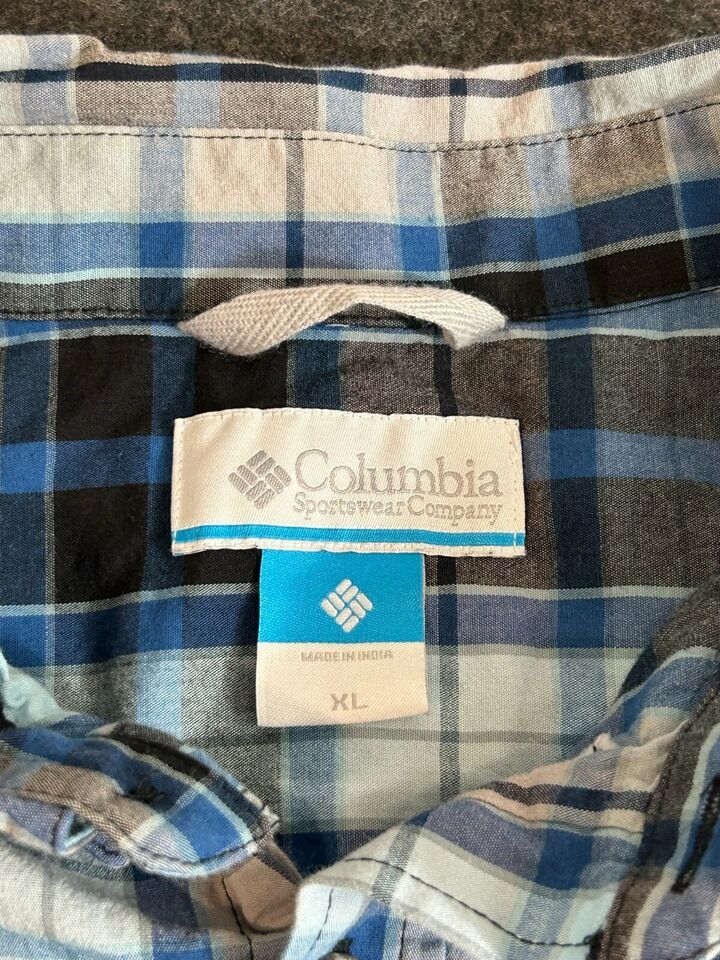 Columbia
Sportswear Company
MADE IN INDIA
XL